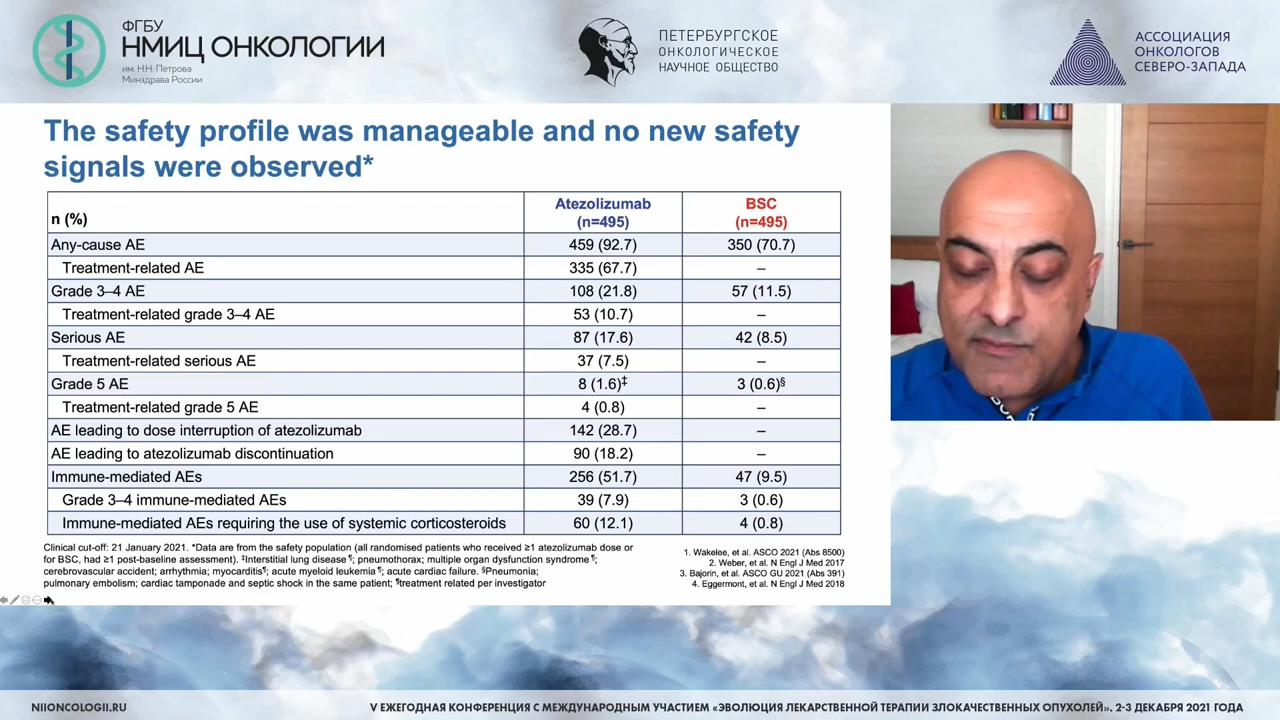 ФГБУ
НМИЦ ОНКОЛОГИИ
им. Н.Н. Петрова
Минздрава России
ПЕТЕРБУРГСКОЕ
ОНКОЛОГИЧЕСКОЕ
НАУЧНОЕ ОБЩЕСТВО
АССОЦИАЦИЯ
ОНКОЛОГОВ
СЕВЕРО-ЗАПАДА
The safety profile was manageable and no new safety
signals were observed*
n (%) Atezolizumab (n=495) BSC (n=495)
Any-cause AE 459 (92.7) 350 (70.7)
Treatment-related AE 335 (67.7) –
Grade 3–4 AE 108 (21.8) 57 (11.5)
Treatment-related grade 3–4 AE 53 (10.7) –
Serious AE 87 (17.6) 42 (8.5)
Treatment-related serious AE 37 (7.5) –
Grade 5 AE 8 (1.6)‡ 3 (0.6)§
Treatment-related grade 5 AE 4 (0.8) –
AE leading to dose interruption of atezolizumab 142 (28.7) –
AE leading to atezolizumab discontinuation 90 (18.2) –
Immune-mediated AEs 256 (51.7) 47 (9.5)
Grade 3–4 immune-mediated AEs 39 (7.9) 3 (0.6)
Immune-mediated AEs requiring the use of systemic corticosteroids 60 (12.1) 4 (0.8)
Clinical cut-off: 21 January 2021. *Data are from the safety population (all randomised patients who received ≥1 atezolizumab dose or
for BSC, had ≥1 post-baseline assessment). ‡Interstitial lung disease¶; pneumothorax; multiple organ dysfunction syndrome¶;
cerebrovascular accident; arrhythmia; myocarditis¶; acute myeloid leukemia¶; acute cardiac failure. §Pneumonia;
pulmonary embolism; cardiac tamponade and septic shock in the same patient; ¶treatment related per investigator
1. Wakelee, et al. ASCO 2021 (Abs 8500)
2. Weber, et al. N Engl J Med 2017
3. Bajorin, et al. ASCO GU 2021 (Abs 391)
4. Eggermont, et al. N Engl J Med 2018
NIIONCOLOGII.RU
V ЕЖЕГОДНАЯ КОНФЕРЕНЦИЯ С МЕЖДУНАРОДНЫМ УЧАСТИЕМ «ЭВОЛЮЦИЯ ЛЕКАРСТВЕННОЙ ТЕРАПИИ ЗЛОКАЧЕСТВЕННЫХ ОПУХОЛЕЙ». 2-3 ДЕКАБРЯ 2021 ГОДА